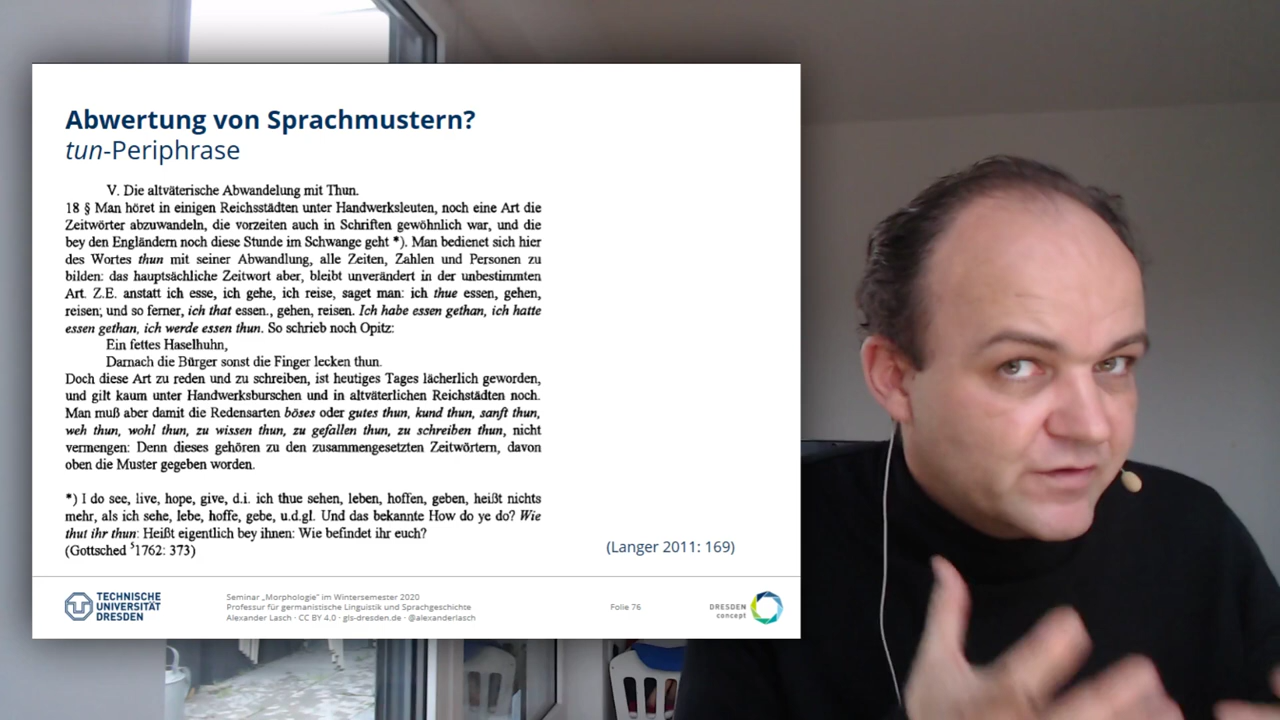 Abwertung von Sprachmustern?
tun-Periphrase
V. Die altväterische Abwandelung mit Thun.
18 § Man höret in einigen Reichsstädten unter Handwerksleuten, noch eine Art die
Zeitwörter abzuwandeln, die vorzeiten auch in Schriften gewöhnlich war, und die
bey den Engländern noch diese Stunde im Schwange geht *). Man bedienet sich hier
des Wortes thun mit seiner Abwandlung, alle Zeiten, Zahlen und Personen zu
bilden: das hauptsächliche Zeitwort aber, bleibt unverändert in der unbestimmten
Art. Z.E. anstatt ich esse, ich gehe, ich reise, saget man: ich thue essen, gehen,
reisen; und so ferner, ich that essen., gehen, reisen. Ich habe essen gethan, ich hatte
essen gethan, ich werde essen thun. So schrieb noch Opitz:
Ein fettes Haselhuhn,
Darnach die Bürger sonst die Finger lecken thun.
Doch diese Art zu reden und zu schreiben, ist heutiges Tages lächerlich geworden,
und gilt kaum unter Handwerksburschen und in altväterlichen Reichstädten noch.
Man muß aber damit die Redensarten böses oder gutes thun, kund thun, sanft thun,
weh thun, wohl thun, zu wissen thun, zu gefallen thun, zu schreiben thun, nicht
vermengen: Denn dieses gehören zu den zusammengesetzten Zeitwörtern, davon
oben die Muster gegeben worden.
*) I do see, live, hope, give, d.i. ich thue sehen, leben, hoffen, geben, heißt nichts
mehr, als ich sehe, lebe, hoffe, gebe, u.d.gl. Und das bekannte How do ye do? Wie
thut ihr thun: Heißt eigentlich bey ihnen: Wie befindet ihr euch?
(Gottsched ⁵1762: 373)
(Langer 2011: 169)
TECHNISCHE
UNIVERSITÄT
DRESDEN
Seminar „Morphologie" im Wintersemester 2020
Professur für germanistische Linguistik und Sprachgeschichte
Alexander Lasch · CC BY 4.0 · gls-dresden.de · @alexanderlasch
Folie 76
DRESDEN
concept